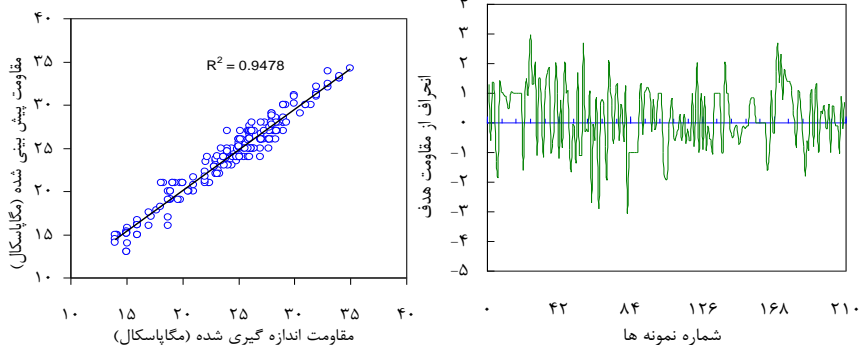 ۴۰
۳۵
۳۰
۲۵
۲۰
۱۵
۱۰
مقاومت پیش بینی شده (مگاپاسکال)
R² = 0.9478
۱۰ ۱۵ ۲۰ ۲۵ ۳۰ ۳۵ ۴۰
مقاومت اندازه گیری شده (مگاپاسکال)
۴
۳
۲
۱
۰
-۱
-۲
-۳
-۴
-۵
انحراف از مقاومت هدف
۰ ۴۲ ۸۴ ۱۲۶ ۱۶۸ ۲۱۰
شماره نمونه ها